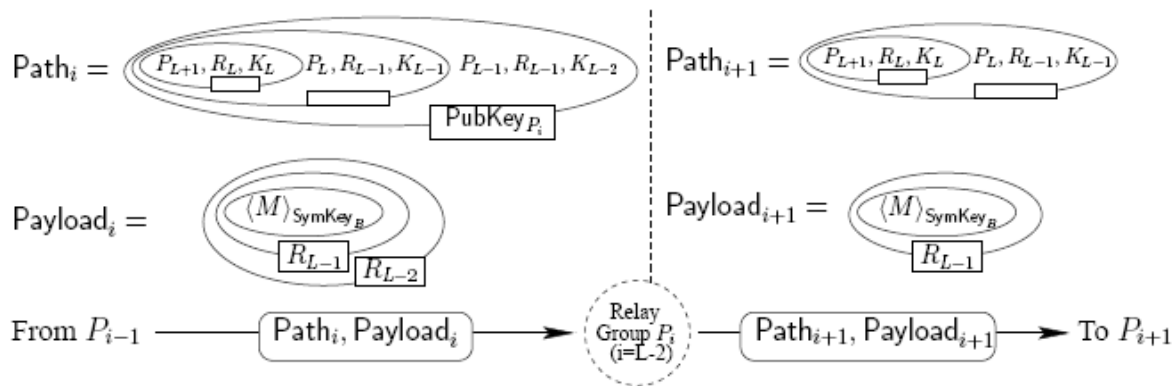 Path_i = P_{L+1}, R_L, K_L P_L, R_{L−1}, K_{L−1} P_{L−1}, R_{L−1}, K_{L−2}
PubKey_{P_i}
Path_{i+1} = P_{L+1}, R_L, K_L P_L, R_{L−1}, K_{L−1}
Payload_i = ⟨M⟩_{SymKey_B}
R_{L−1}
R_{L−2}
Payload_{i+1} = ⟨M⟩_{SymKey_B}
R_{L−1}
From P_{i−1}
Path_i, Payload_i
Relay
Group P_i
(i=L-2)
Path_{i+1}, Payload_{i+1}
To P_{i+1}